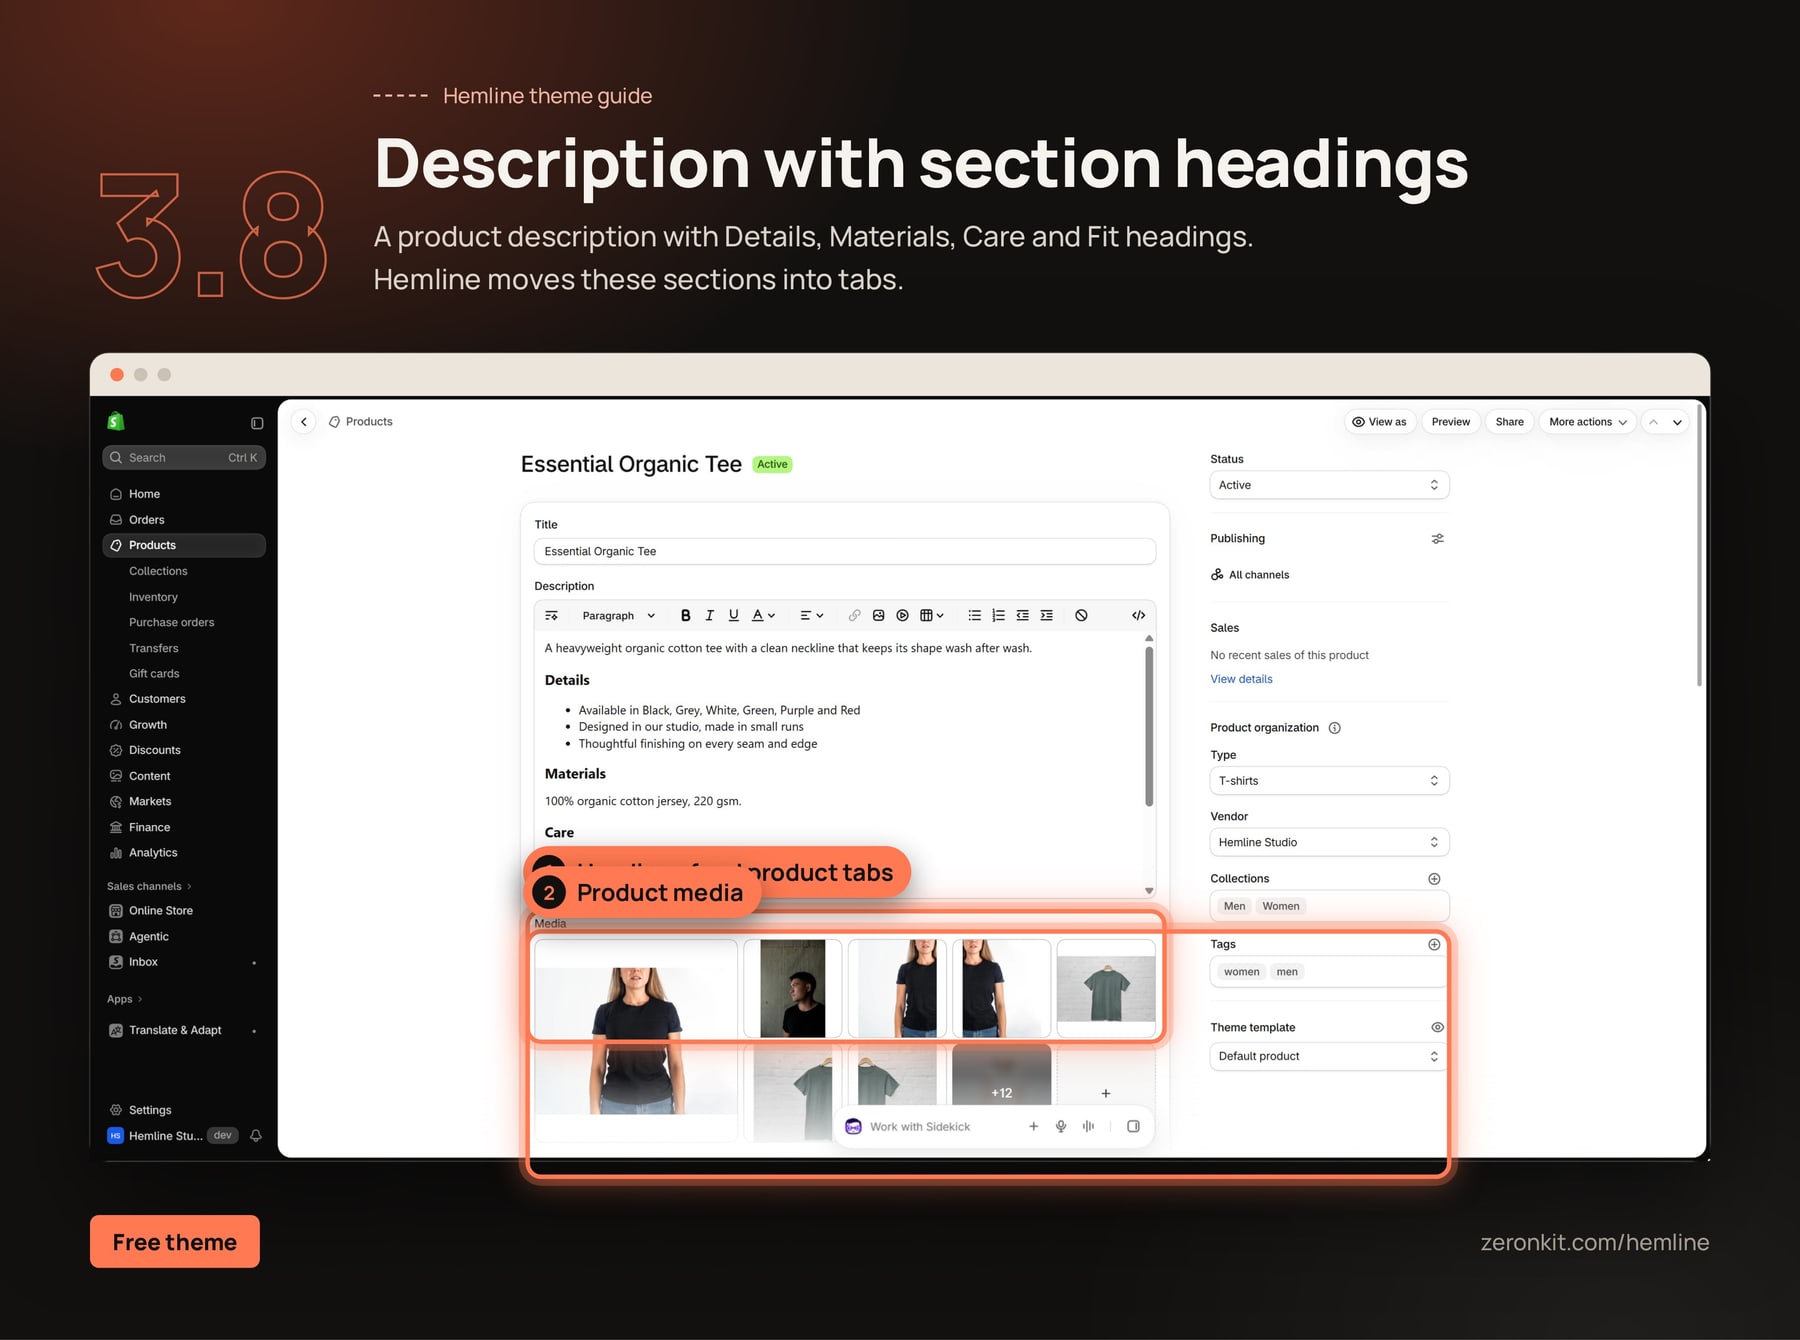 Hemline theme guide
3.8
Description with section headings
A product description with Details, Materials, Care and Fit headings.
Hemline moves these sections into tabs.
Search Ctrl K
Home
Orders
Products
Collections
Inventory
Purchase orders
Transfers
Gift cards
Customers
Growth
Discounts
Content
Markets
Finance
Analytics
Sales channels
Online Store
Agentic
Inbox
Apps
Translate & Adapt
Settings
HS Hemline Stu... dev
Products
View as Preview Share More actions
Essential Organic Tee Active
Title
Essential Organic Tee
Description
Paragraph B I U A
A heavyweight organic cotton tee with a clean neckline that keeps its shape wash after wash.
Details
• Available in Black, Grey, White, Green, Purple and Red
• Designed in our studio, made in small runs
• Thoughtful finishing on every seam and edge
Materials
100% organic cotton jersey, 220 gsm.
Care
product tabs
2 Product media
Media
+12
Work with Sidekick
Status
Active
Publishing
All channels
Sales
No recent sales of this product
View details
Product organization
Type
T-shirts
Vendor
Hemline Studio
Collections
Men Women
Tags
women men
Theme template
Default product
Free theme
zeronkit.com/hemline